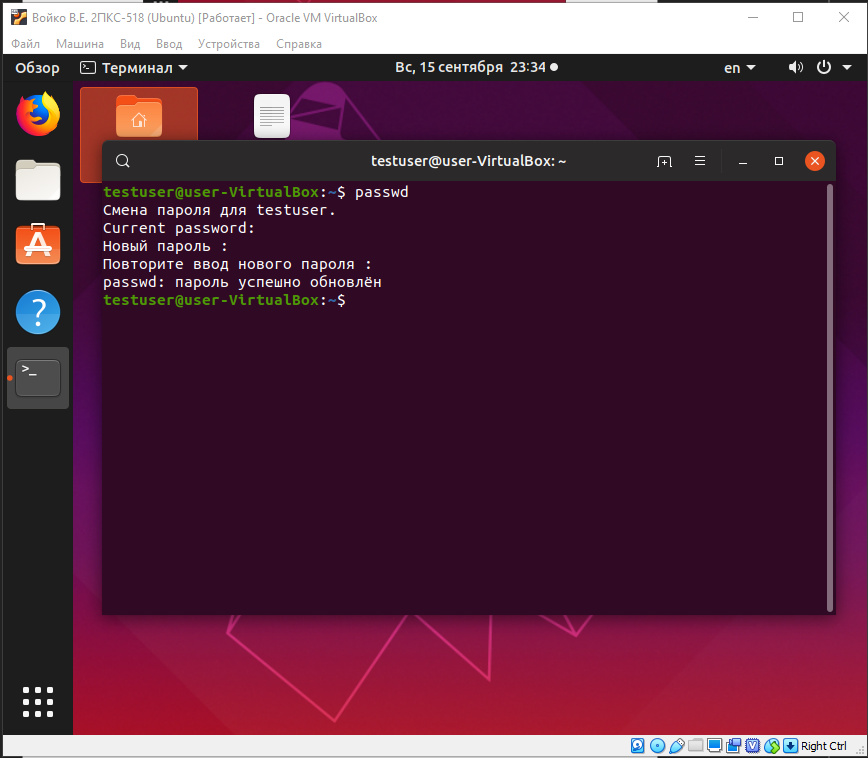 Войко В.Е. 2ПКС-518 (Ubuntu) [Работает] - Oracle VM VirtualBox
Файл Машина Вид Ввод Устройства Справка
Обзор Терминал Вс, 15 сентября 23:34 en
testuser@user-VirtualBox: ~
testuser@user-VirtualBox:~$ passwd
Смена пароля для testuser.
Current password:
Новый пароль :
Повторите ввод нового пароля :
passwd: пароль успешно обновлён
testuser@user-VirtualBox:~$
>_
Right Ctrl